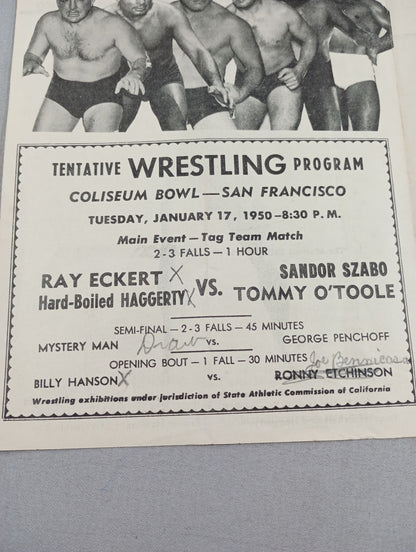 TENTATIVE WRESTLING PROGRAM
COLISEUM BOWL — SAN FRANCISCO
TUESDAY, JANUARY 17, 1950 - 8:30 P. M.
Main Event — Tag Team Match
2-3 FALLS — 1 HOUR
RAY ECKERT X
Hard-Boiled HAGGERTY X
VS.
SANDOR SZABO
TOMMY O'TOOLE
SEMI-FINAL — 2-3 FALLS — 45 MINUTES
MYSTERY MAN Draw vs. GEORGE PENCHOFF
OPENING BOUT — 1 FALL — 30 MINUTES Joe
BILLY HANSON X vs. RONNY ETCHINSON
Wrestling exhibitions under jurisdiction of State Athletic Commission of California